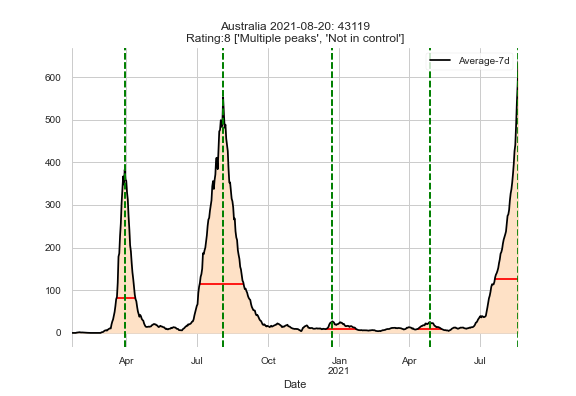 Australia 2021-08-20: 43119
Rating:8 ['Multiple peaks', 'Not in control']
Average-7d
600
500
400
300
200
100
0
Apr Jul Oct Jan Apr Jul
2021
Date